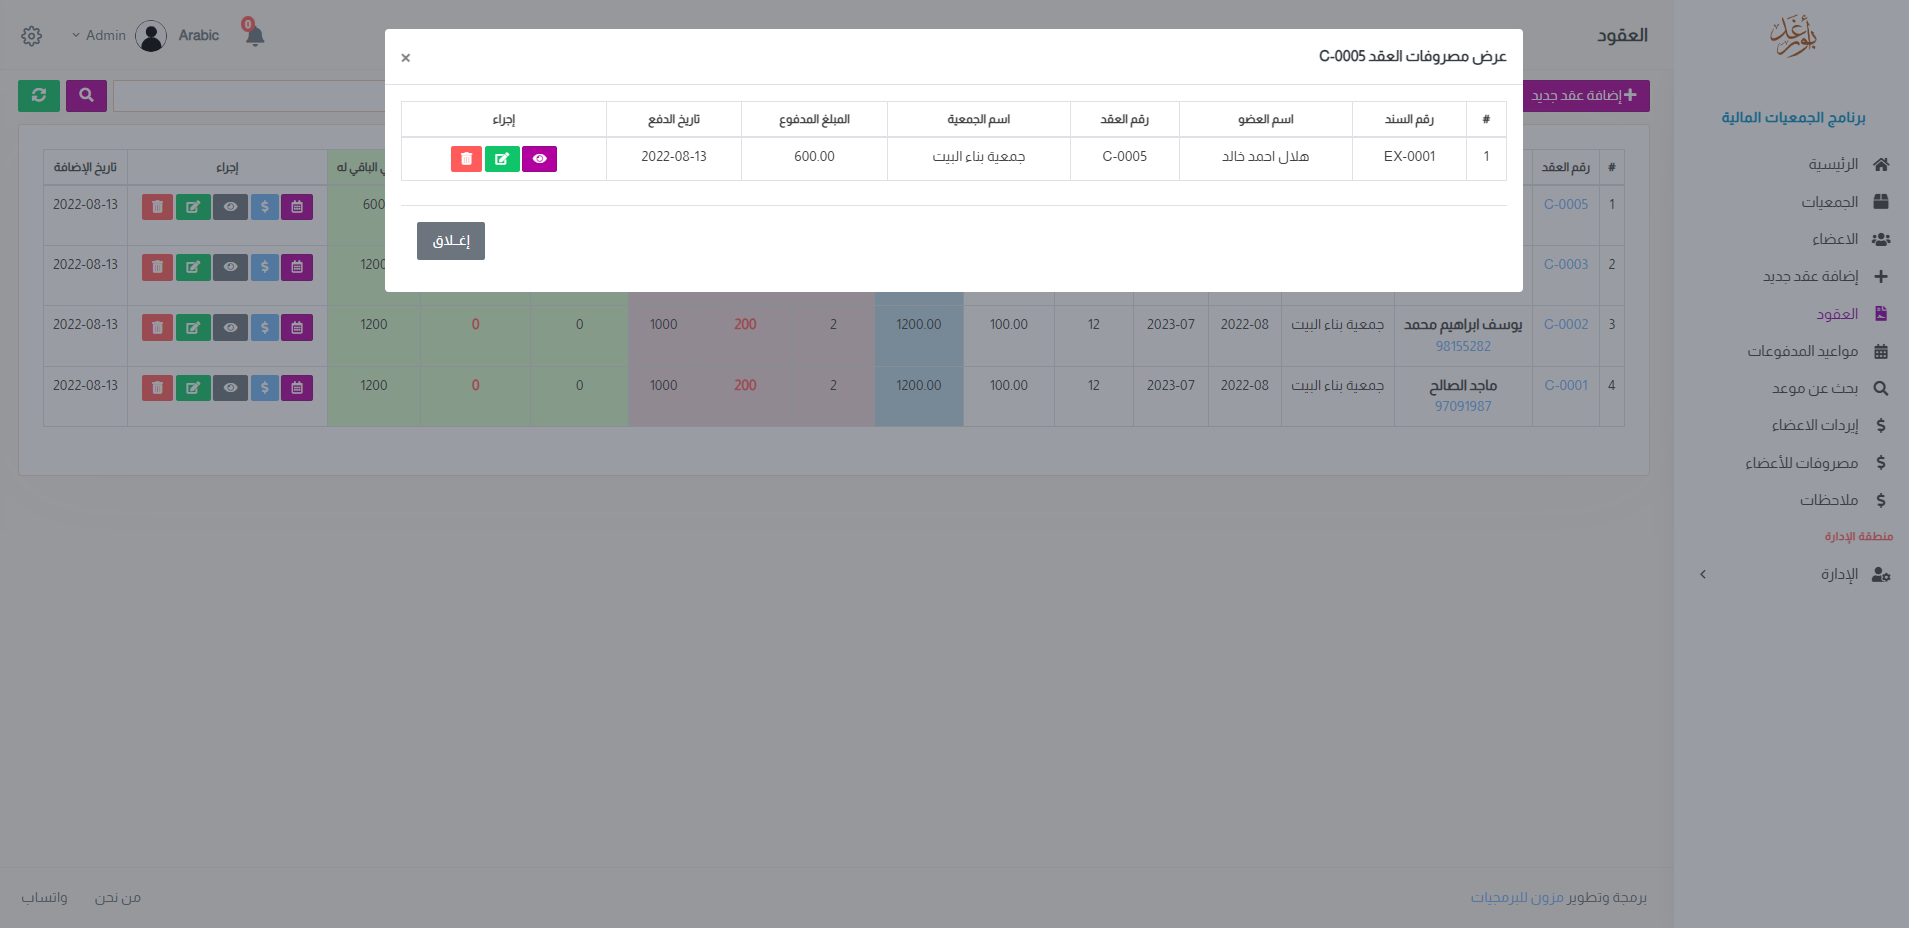 العقود
Arabic
Admin
0
عرض مصروفات العقد C-0005
×
# رقم السند اسم العضو رقم العقد اسم الجمعية المبلغ المدفوع تاريخ الدفع إجراء
1 EX-0001 هلال احمد خالد C-0005 جمعية بناء البيت 600.00 2022-08-13
إغــلاق
إضافة عقد جديد
برنامج الجمعيات المالية
الرئيسية
الجمعيات
الاعضاء
إضافة عقد جديد
العقود
مواعيد المدفوعات
بحث عن موعد
إيردات الاعضاء
مصروفات للأعضاء
ملاحظات
منطقة الإدارة
الإدارة
# رقم العقد الباقي له إجراء تاريخ الإضافة
1 C-0005 600 2022-08-13
2 C-0003 1200 2022-08-13
3 C-0002 يوسف ابراهيم محمد جمعية بناء البيت 2022-08 2023-07 12 100.00 1200.00 2 200 1000 0 0 1200 2022-08-13
98155282
4 C-0001 ماجد الصالح جمعية بناء البيت 2022-08 2023-07 12 100.00 1200.00 2 200 1000 0 0 1200 2022-08-13
97091987
برمجة وتطوير مزون للبرمجيات
من نحن
واتساب